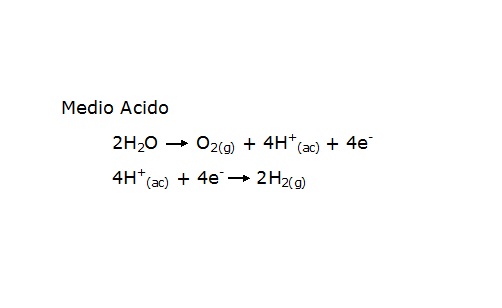 Medio Acido
2H₂O → O₂(g) + 4H⁺(ac) + 4e⁻
4H⁺(ac) + 4e⁻ → 2H₂(g)